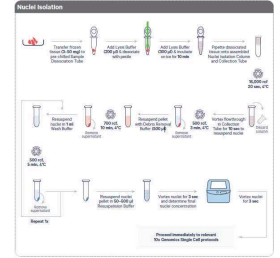 Nuclei Isolation
Transfer frozen
tissue (3-50 mg) to
pre-chilled Sample
Dissociation Tube
Add Lysis Buffer
(200 µl) & dissociate
with pestle
Add Lysis Buffer
(300 µl) & incubate
on ice for 10 min
Pipette dissociated
tissue onto assembled
Nuclei Isolation Column
and Collection Tube
16,000 rcf,
20 sec, 4°C
Discard
column
Vortex flowthrough
in Collection
Tube for 10 sec to
resuspend nuclei
500 rcf,
3 min, 4°C
Remove
supernatant
Resuspend pellet
with Debris Removal
Buffer (500 µl)
700 rcf,
10 min, 4°C
Remove
supernatant
Resuspend
nuclei in 1 ml
Wash Buffer
500 rcf,
5 min, 4°C
Remove
supernatant
Repeat 1x
Resuspend nuclei
pellet in 50–500 µl
Resuspension Buffer
Vortex nuclei for 3 sec
and determine final
nuclei concentration
Vortex nuclei
for 3 sec
Proceed immediately to relevant
10x Genomics Single Cell protocols